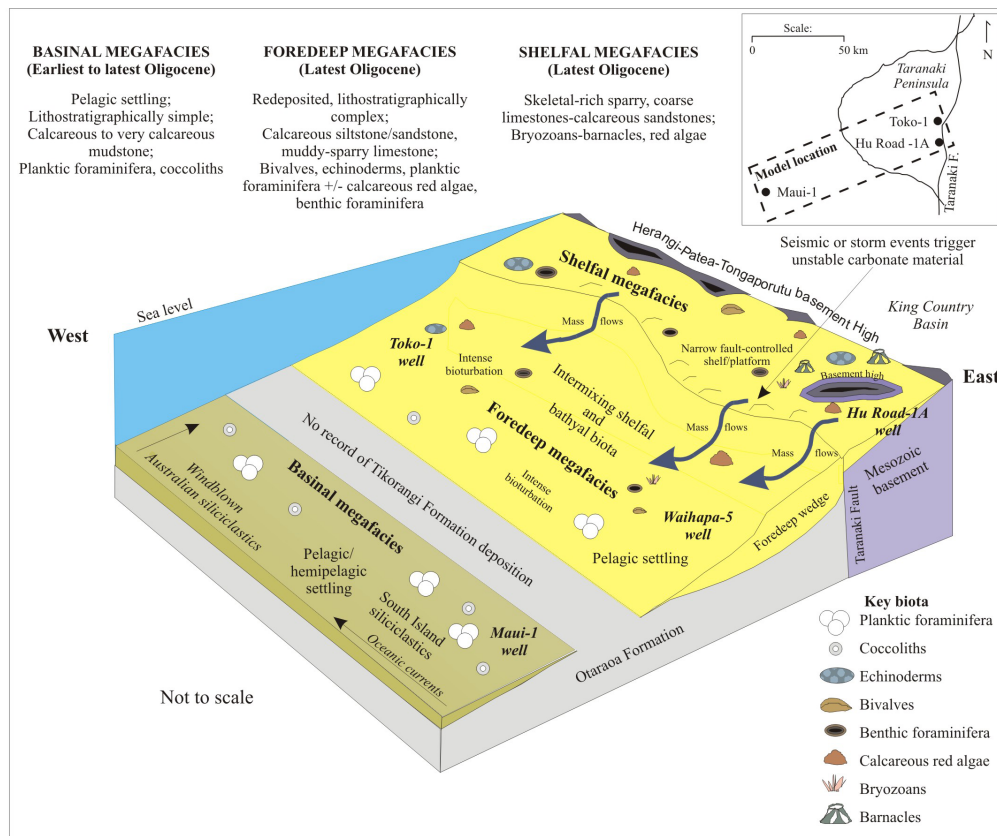 BASINAL MEGAFACIES
(Earliest to latest Oligocene)
Pelagic settling;
Lithostratigraphically simple;
Calcareous to very calcareous
mudstone;
Planktic foraminifera, coccoliths
FOREDEEP MEGAFACIES
(Latest Oligocene)
Redeposited, lithostratigraphically
complex;
Calcareous siltstone/sandstone,
muddy-sparry limestone;
Bivalves, echinoderms, planktic
foraminifera +/- calcareous red algae,
benthic foraminifera
SHELFAL MEGAFACIES
(Latest Oligocene)
Skeletal-rich sparry, coarse
limestones-calcareous sandstones;
Bryozoans-barnacles, red algae
Scale:
0
50 km
N
Taranaki
Peninsula
Toko-1
Hu Road -1A
Model location
Maui-1
Taranaki F.
Seismic or storm events trigger
unstable carbonate material
Herangi-Patea-Tongaporutu basement High
King Country
Basin
West
Sea level
East
Shelfal megafacies
Mass
flows
Narrow fault-controlled
shelf/platform
Basement high
Hu Road-1A
well
Toko-1
well
Intense
bioturbation
Intermixing shelfal
and
bathyal biota
Mass
flows
Mass
flows
Foredeep megafacies
Intense
bioturbation
Waihapa-5
well
Pelagic settling
Foredeep wedge
Taranaki Fault
Mesozoic
basement
No record of Tikorangi Formation deposition
Basinal megafacies
Windblown
Australian siliciclastics
Pelagic/
hemipelagic
settling
South Island
siliciclastics
Maui-1
well
Oceanic currents
Otaraoa Formation
Not to scale
Key biota
Planktic foraminifera
Coccoliths
Echinoderms
Bivalves
Benthic foraminifera
Calcareous red algae
Bryozoans
Barnacles